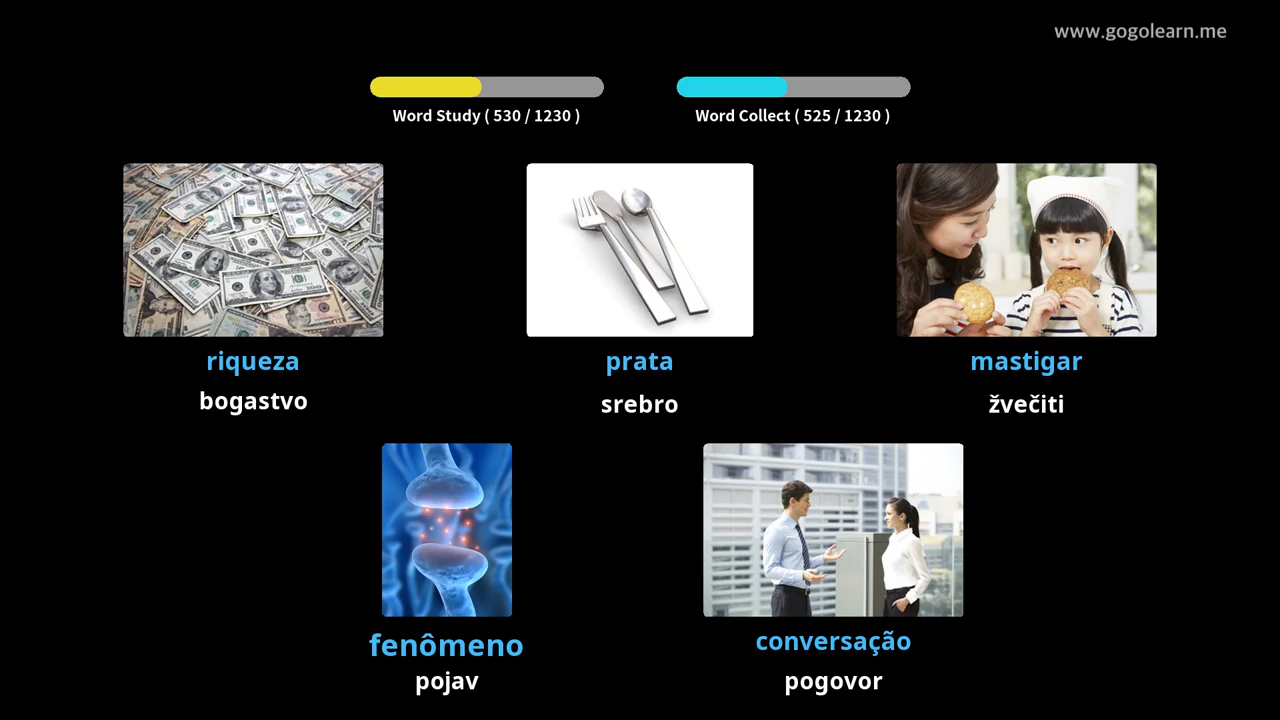 www.gogolearn.me
Word Study ( 530 / 1230 )
Word Collect ( 525 / 1230 )
riqueza
bogastvo
prata
srebro
mastigar
žvečiti
fenômeno
pojav
conversação
pogovor